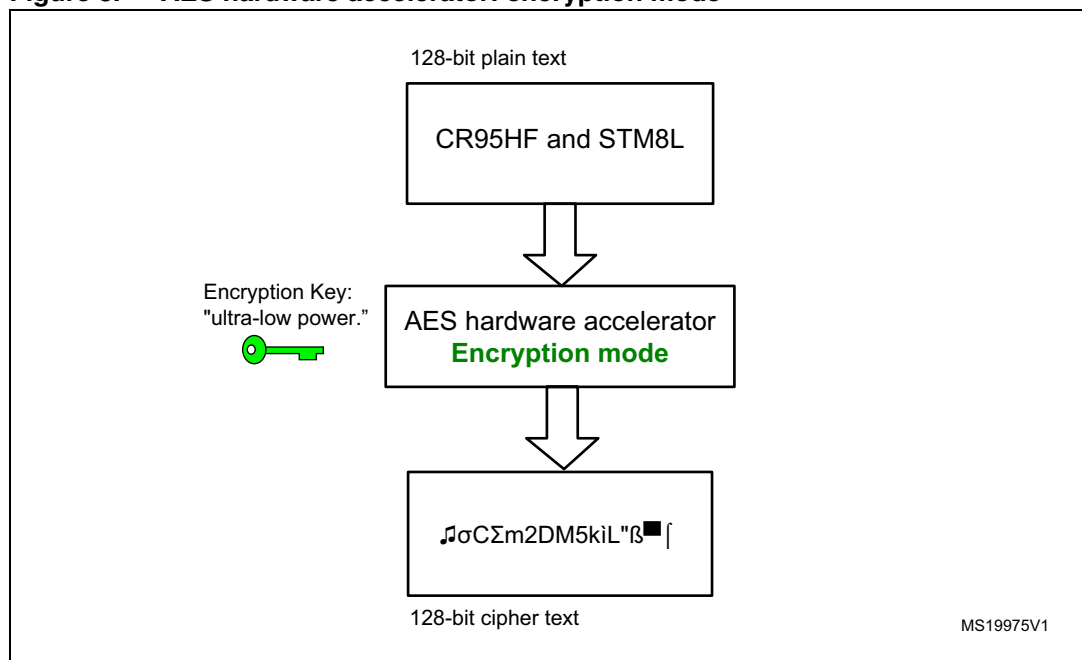 128-bit plain text
CR95HF and STM8L
Encryption Key:
"ultra-low power.”
AES hardware accelerator
Encryption mode
♫σCΣm2DM5kìL"ß▀⌠
128-bit cipher text
MS19975V1